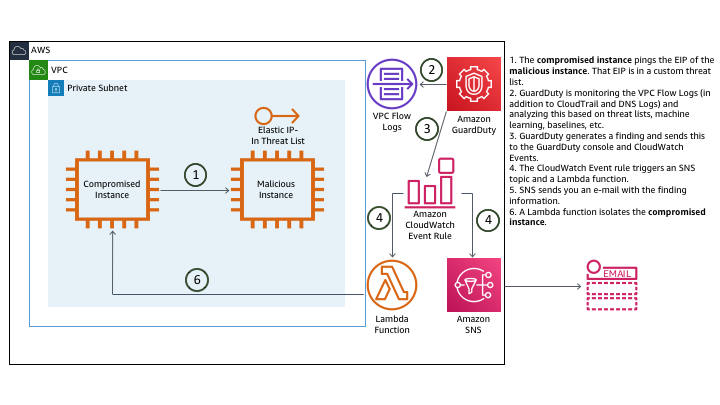 AWS
VPC
Private Subnet
Elastic IP-
In Threat List
Compromised
Instance
1
Malicious
Instance
6
VPC Flow
Logs
2
Amazon
GuardDuty
3
Amazon
CloudWatch
Event Rule
4
4
Lambda
Function
Amazon
SNS
EMAIL
1. The compromised instance pings the EIP of the
malicious instance. That EIP is in a custom threat
list.
2. GuardDuty is monitoring the VPC Flow Logs (in
addition to CloudTrail and DNS Logs) and
analyzing this based on threat lists, machine
learning, baselines, etc.
3. GuardDuty generates a finding and sends this
to the GuardDuty console and CloudWatch
Events.
4. The CloudWatch Event rule triggers an SNS
topic and a Lambda function.
5. SNS sends you an e-mail with the finding
information.
6. A Lambda function isolates the compromised
instance.